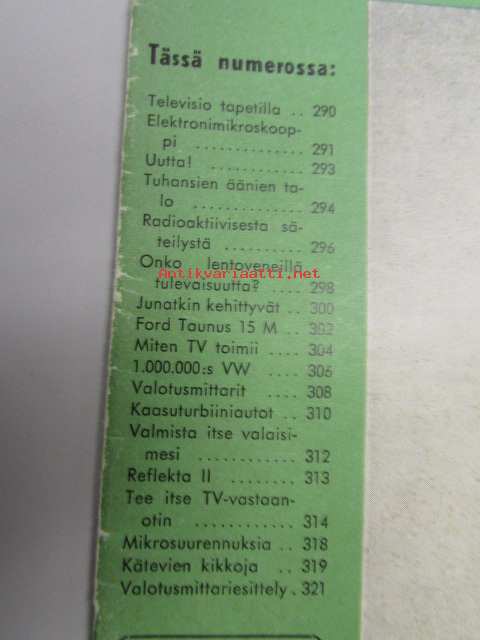 Tässä numerossa:
Televisio tapetilla .. 290
Elektronimikroskoop-
pi .............. 291
Uutta! ............ 293
Tuhansien äänien ta-
lo .............. 294
Radioaktiivisesta sä-
teilystä .......... 296
Onko lentoveneillä
Antikvariaatti.net
tulevaisuutta? .... 298
Junatkin kehittyvät .. 300
Ford Taunus 15 M .. 302
Miten TV toimii .... 304
1.000.000:s VW .... 306
Valotusmittarit .... 308
Kaasuturbiiniautot .. 310
Valmista itse valaisi-
mesi ............ 312
Reflekta II ........ 313
Tee itse TV-vastaan-
otin ............ 314
Mikrosuurennuksia .. 318
Kätevien kikkoja .. 319
Valotusmittariesittely . 321